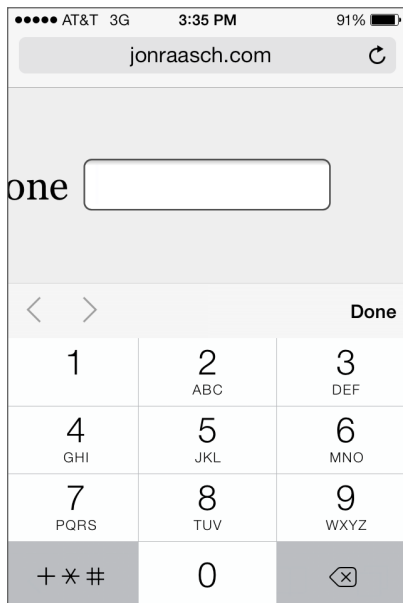 AT&T 3G 3:35 PM 91%
jonraasch.com
one
Done
1 2 3
ABC DEF
4 5 6
GHI JKL MNO
7 8 9
PQRS TUV WXYZ
+*# 0